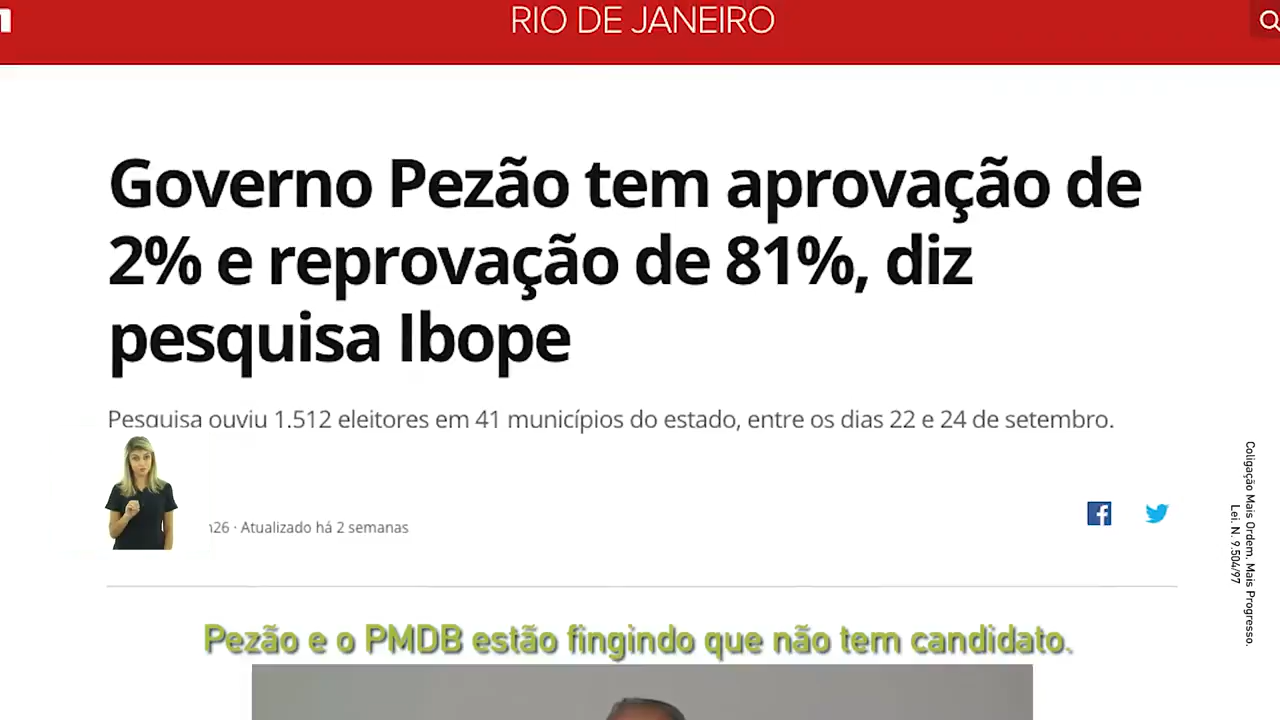 RIO DE JANEIRO
Governo Pezão tem aprovação de
2% e reprovação de 81%, diz
pesquisa Ibope
Pesquisa ouviu 1.512 eleitores em 41 municípios do estado, entre os dias 22 e 24 de setembro.
26 · Atualizado há 2 semanas
Pezão e o PMDB estão fingindo que não tem candidato.
Coligação Mais Ordem. Mais Progresso.
Lei. N. 9.504/97